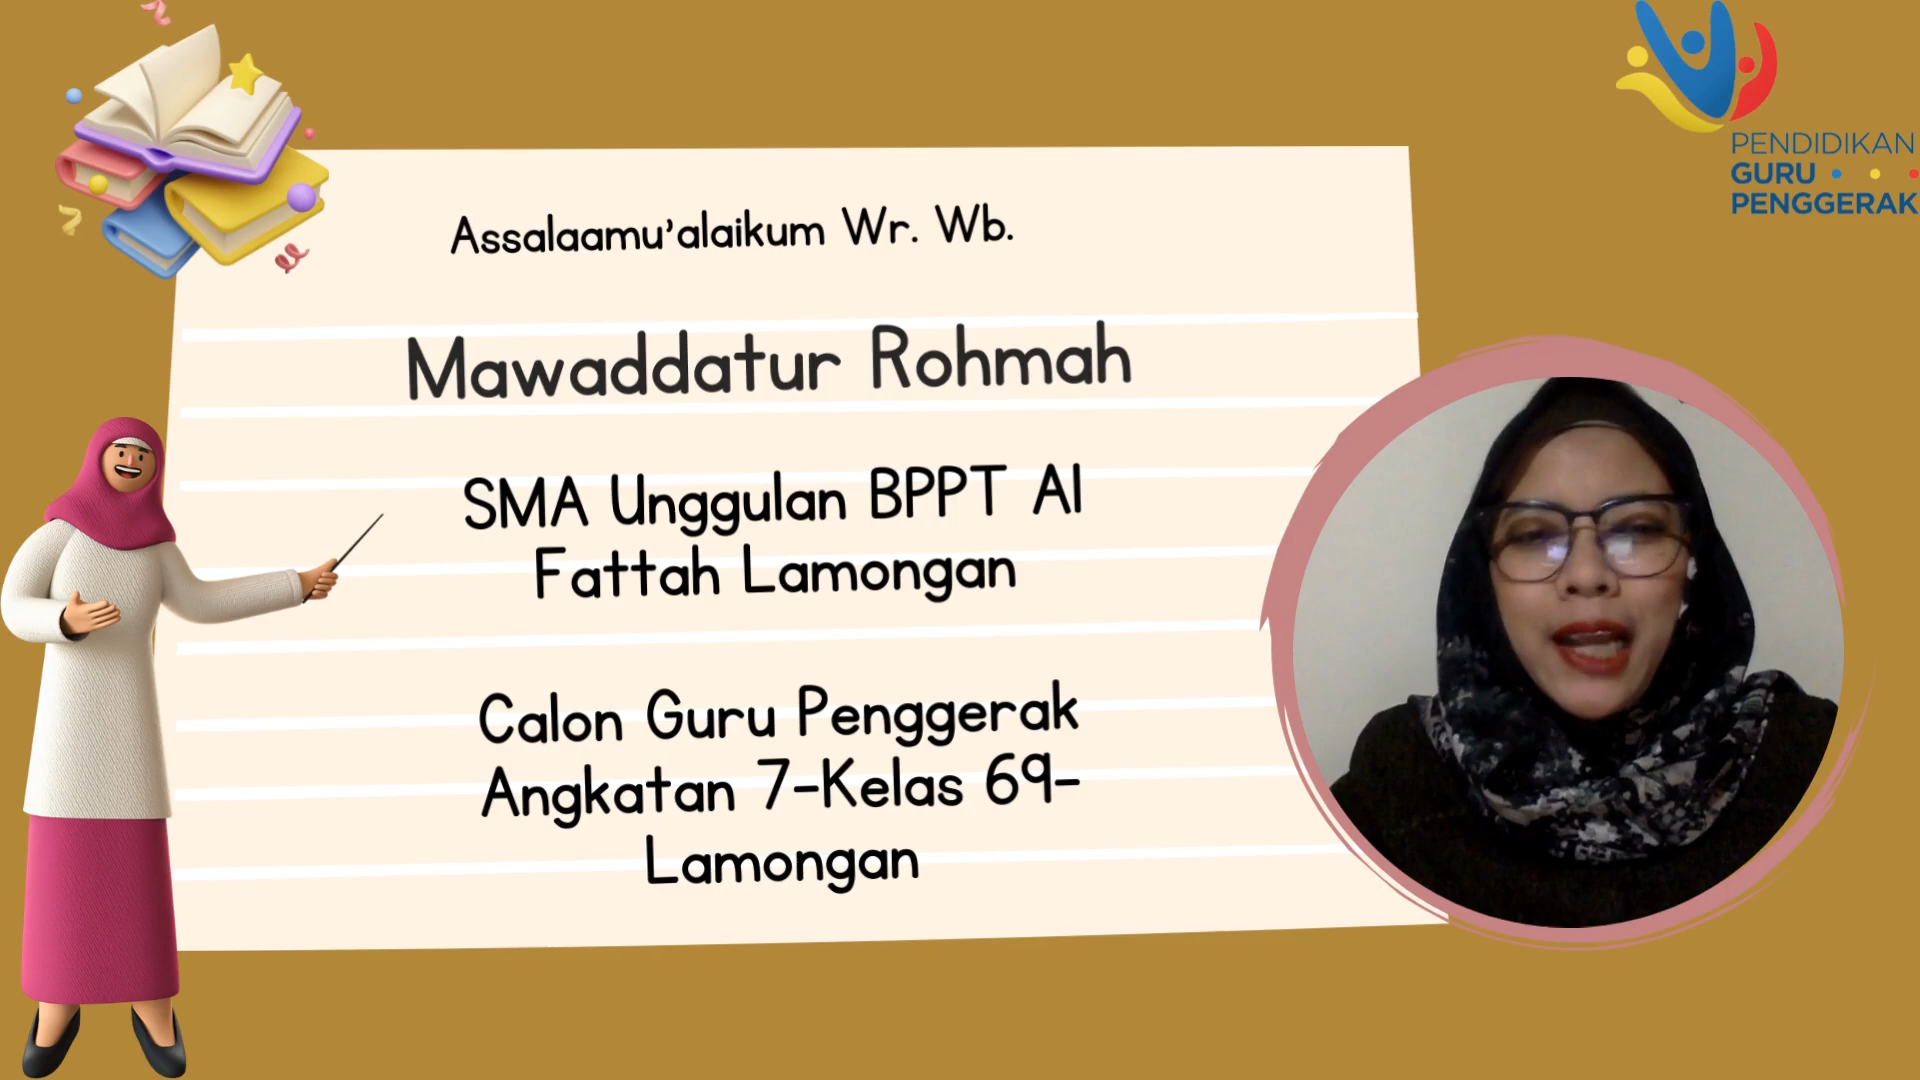 Assalaamu'alaikum Wr. Wb.
Mawaddatur Rohmah
SMA Unggulan BPPT Al
Fattah Lamongan
Calon Guru Penggerak
Angkatan 7-Kelas 69-
Lamongan
PENDIDIKAN
GURU
PENGGERAK